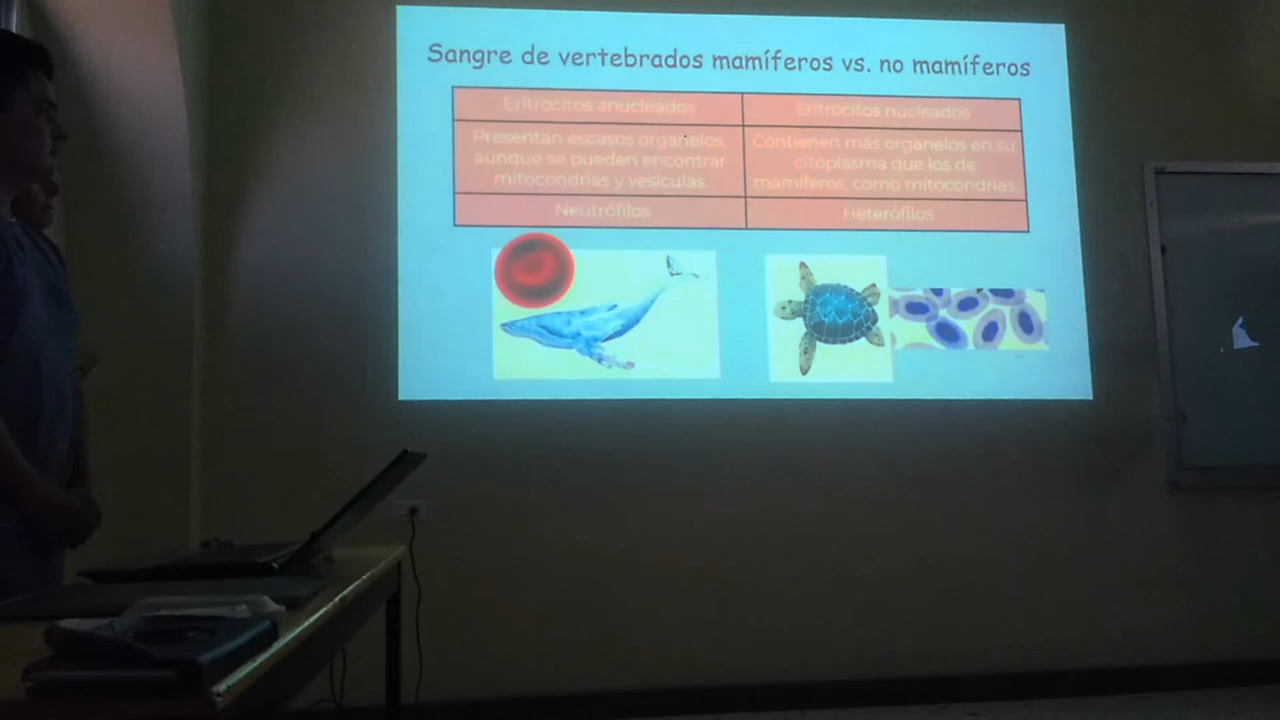 Sangre de vertebrados mamíferos vs. no mamíferos
Eritrocitos anucleados
Eritrocitos nucleados
Presentan escasos organelos,
aunque se pueden encontrar
mitocondrias y vesículas.
Contienen más organelos en su
citoplasma que los de
mamíferos, como mitocondrias.
Neutrófilos
Heterófilos